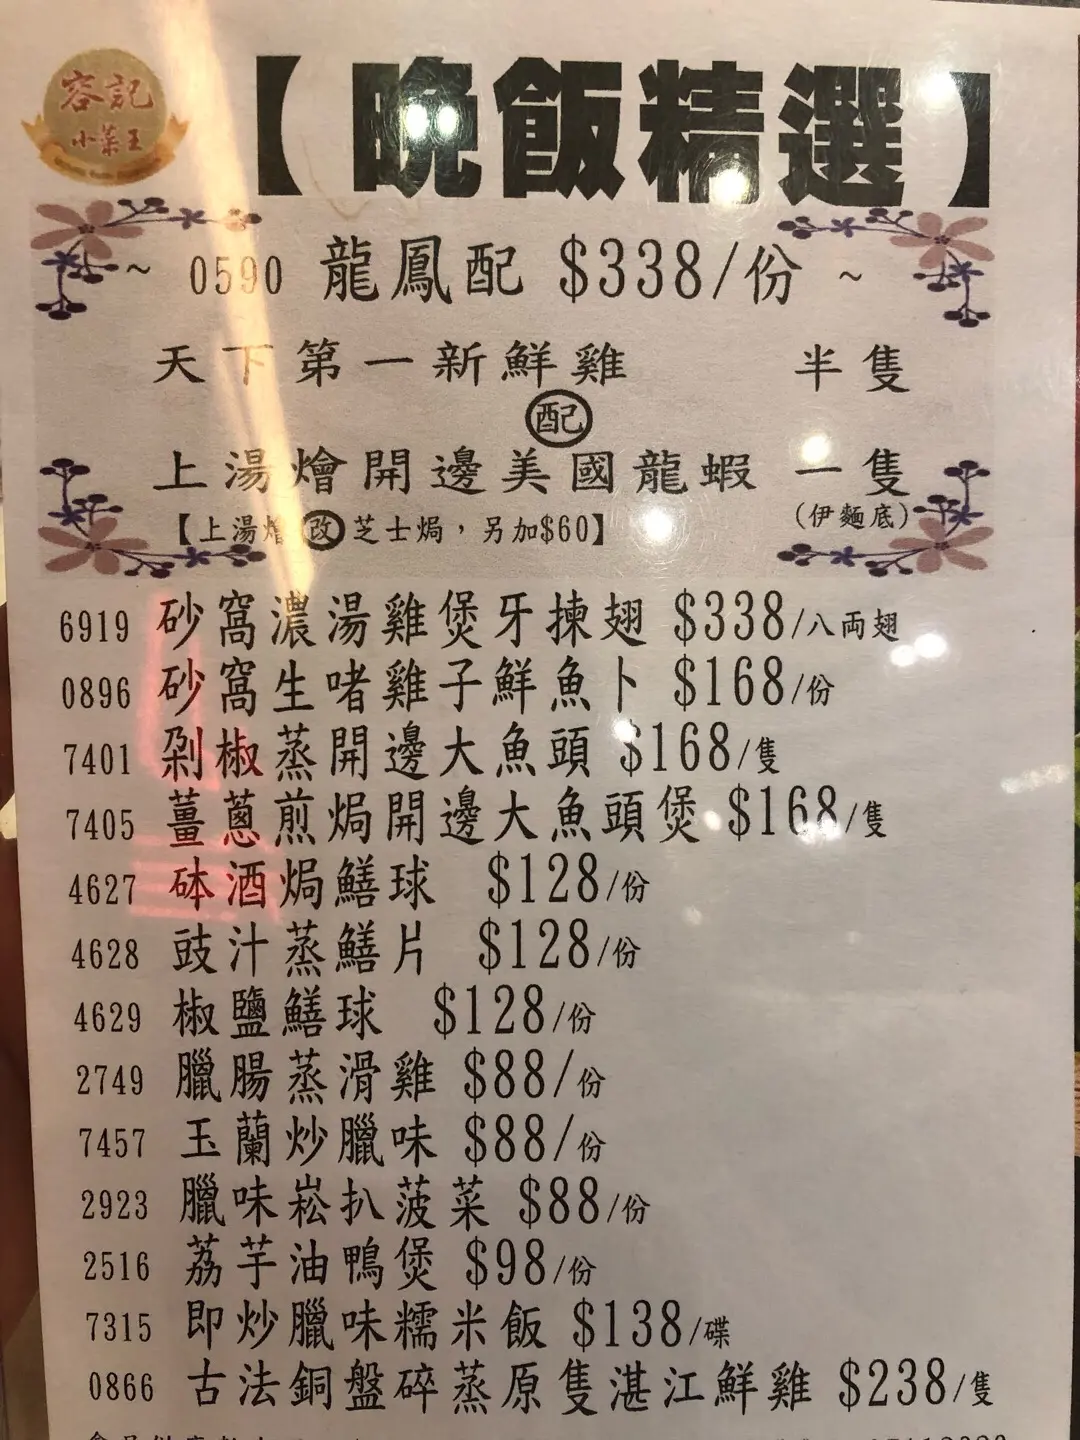 容記
小菜王
【晚飯精選】
~ 0590 龍鳳配 $338/份 ~
天下第一新鮮雞 半隻
配
上湯燴開邊美國龍蝦 一隻
(伊麵底)
【上湯燴改芝士焗，另加$60】
6919 砂窩濃湯雞煲牙揀翅 $338/八両翅
0896 砂窩生啫雞子鮮魚卜 $168/份
7401 剁椒蒸開邊大魚頭 $168/隻
7405 薑蔥煎焗開邊大魚頭煲 $168/隻
4627 砵酒焗鱔球 $128/份
4628 豉汁蒸鱔片 $128/份
4629 椒鹽鱔球 $128/份
2749 臘腸蒸滑雞 $88/份
7457 玉蘭炒臘味 $88/份
2923 臘味崧扒菠菜 $88/份
2516 荔芋油鴨煲 $98/份
7315 即炒臘味糯米飯 $138/碟
0866 古法銅盤碎蒸原隻湛江鮮雞 $238/隻